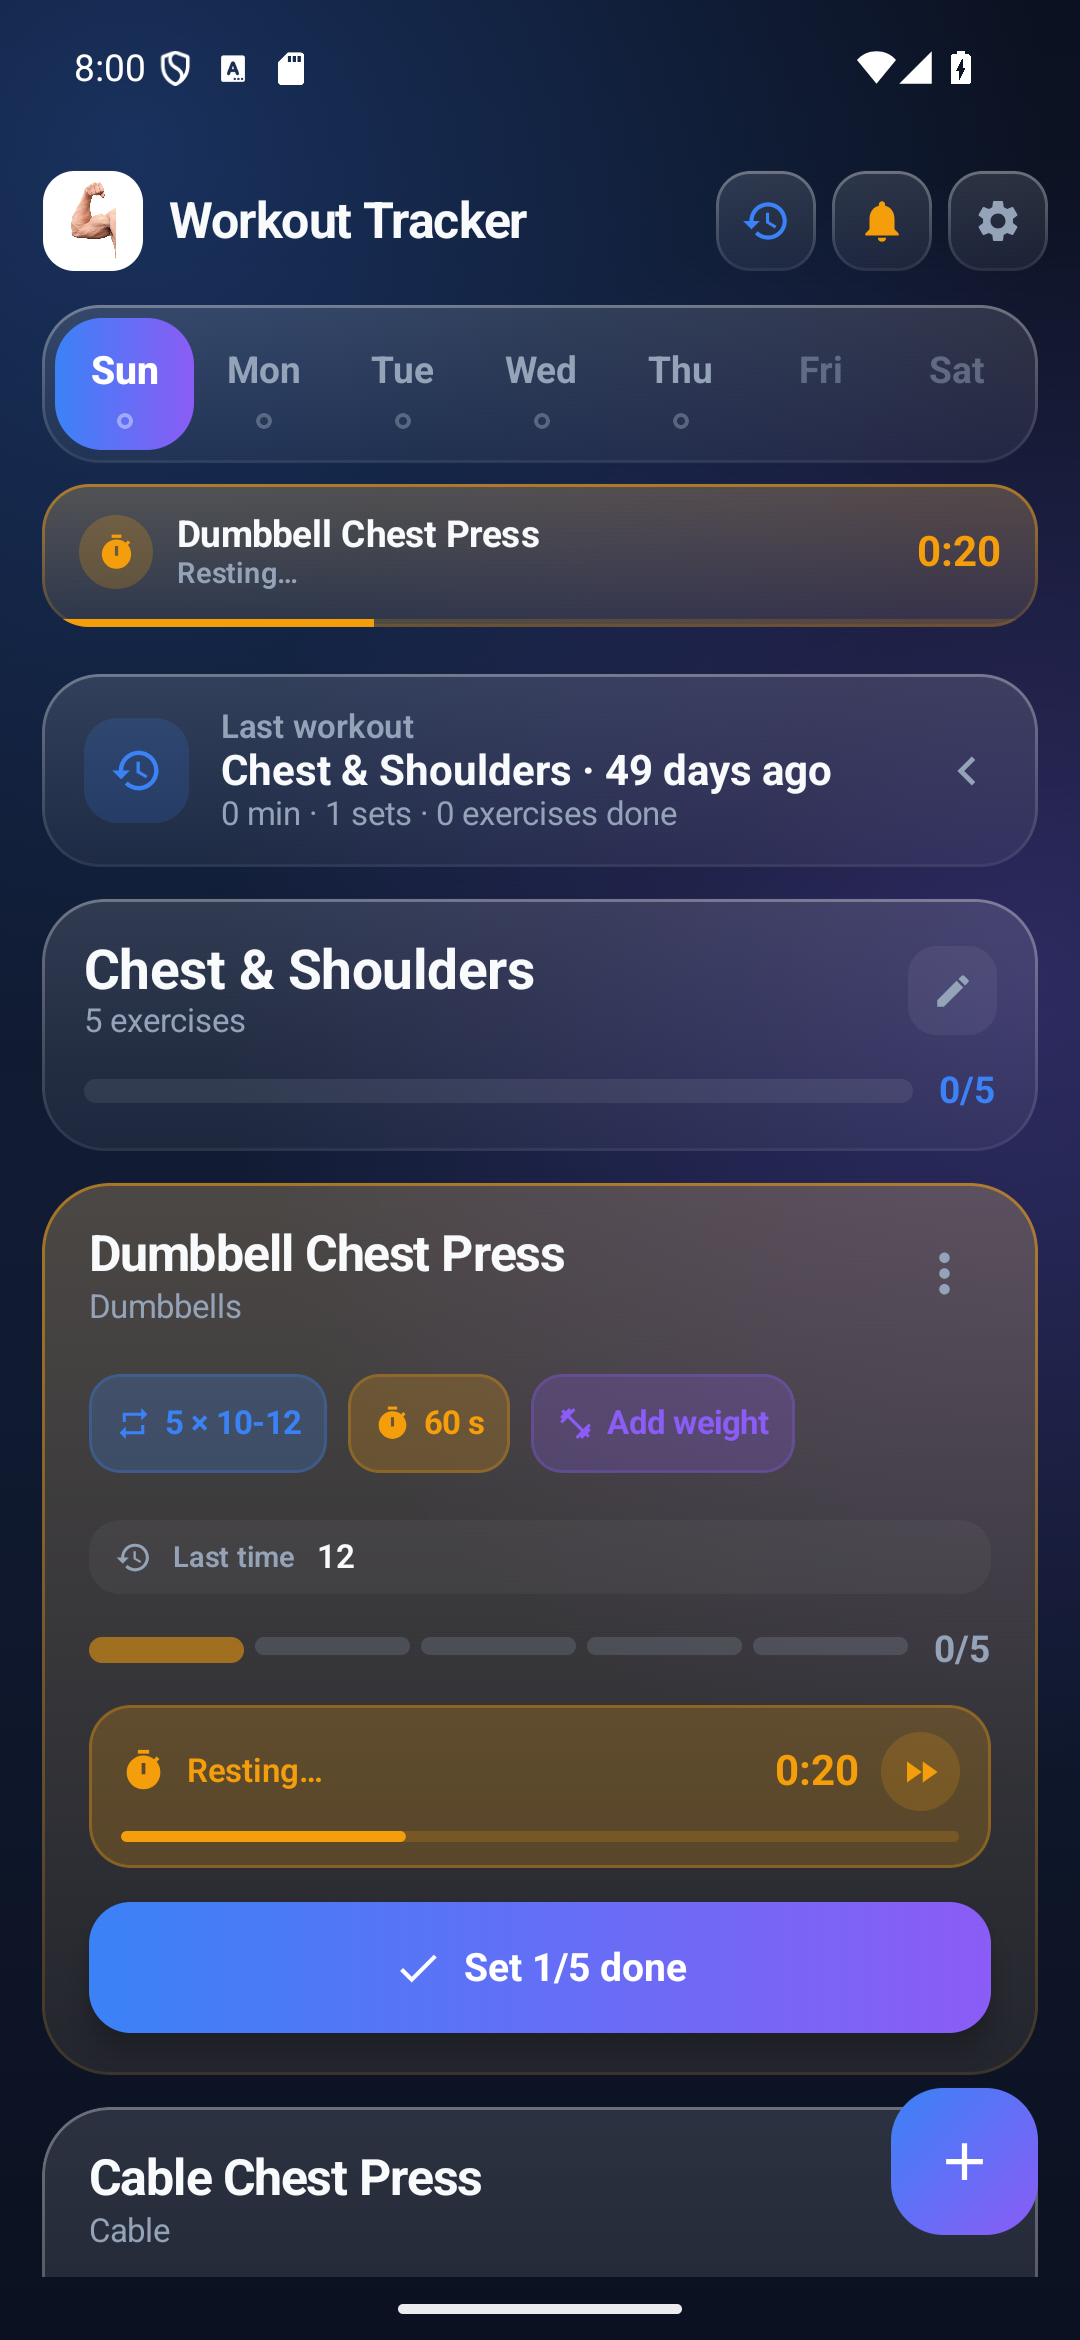 8:00
Workout Tracker
Sun Mon Tue Wed Thu Fri Sat
Dumbbell Chest Press
Resting…
0:20
Last workout
Chest & Shoulders · 49 days ago
0 min · 1 sets · 0 exercises done
Chest & Shoulders
5 exercises
0/5
Dumbbell Chest Press
Dumbbells
5 × 10-12 60 s Add weight
Last time 12
0/5
Resting… 0:20
Set 1/5 done
Cable Chest Press
Cable